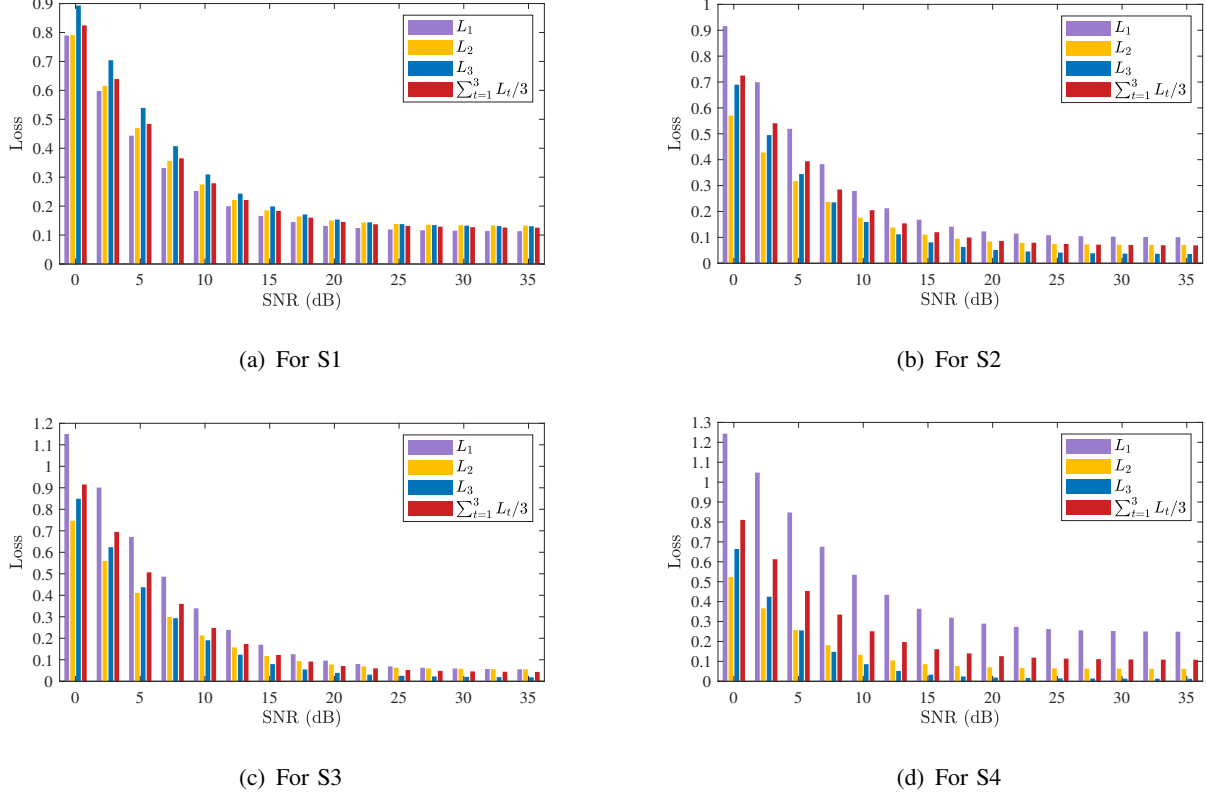 0.9
0.8
0.7
0.6
0.5
0.4
0.3
0.2
0.1
0
Loss
0 5 10 15 20 25 30 35
SNR (dB)
L₁
L₂
L₃
∑³ₜ₌₁ Lₜ/3
(a) For S1
1
0.9
0.8
0.7
0.6
0.5
0.4
0.3
0.2
0.1
0
Loss
0 5 10 15 20 25 30 35
SNR (dB)
L₁
L₂
L₃
∑³ₜ₌₁ Lₜ/3
(b) For S2
1.2
1.1
1
0.9
0.8
0.7
0.6
0.5
0.4
0.3
0.2
0.1
0
Loss
0 5 10 15 20 25 30 35
SNR (dB)
L₁
L₂
L₃
∑³ₜ₌₁ Lₜ/3
(c) For S3
1.3
1.2
1.1
1
0.9
0.8
0.7
0.6
0.5
0.4
0.3
0.2
0.1
0
Loss
0 5 10 15 20 25 30 35
SNR (dB)
L₁
L₂
L₃
∑³ₜ₌₁ Lₜ/3
(d) For S4